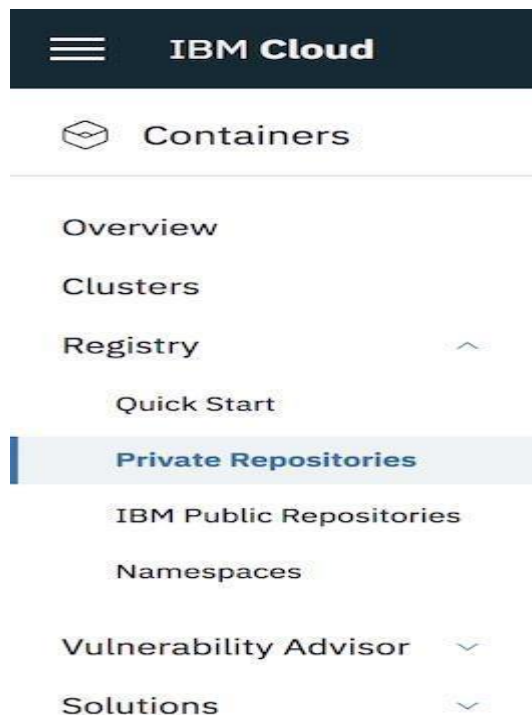 IBM Cloud
Containers
Overview
Clusters
Registry
Quick Start
Private Repositories
IBM Public Repositories
Namespaces
Vulnerability Advisor
Solutions